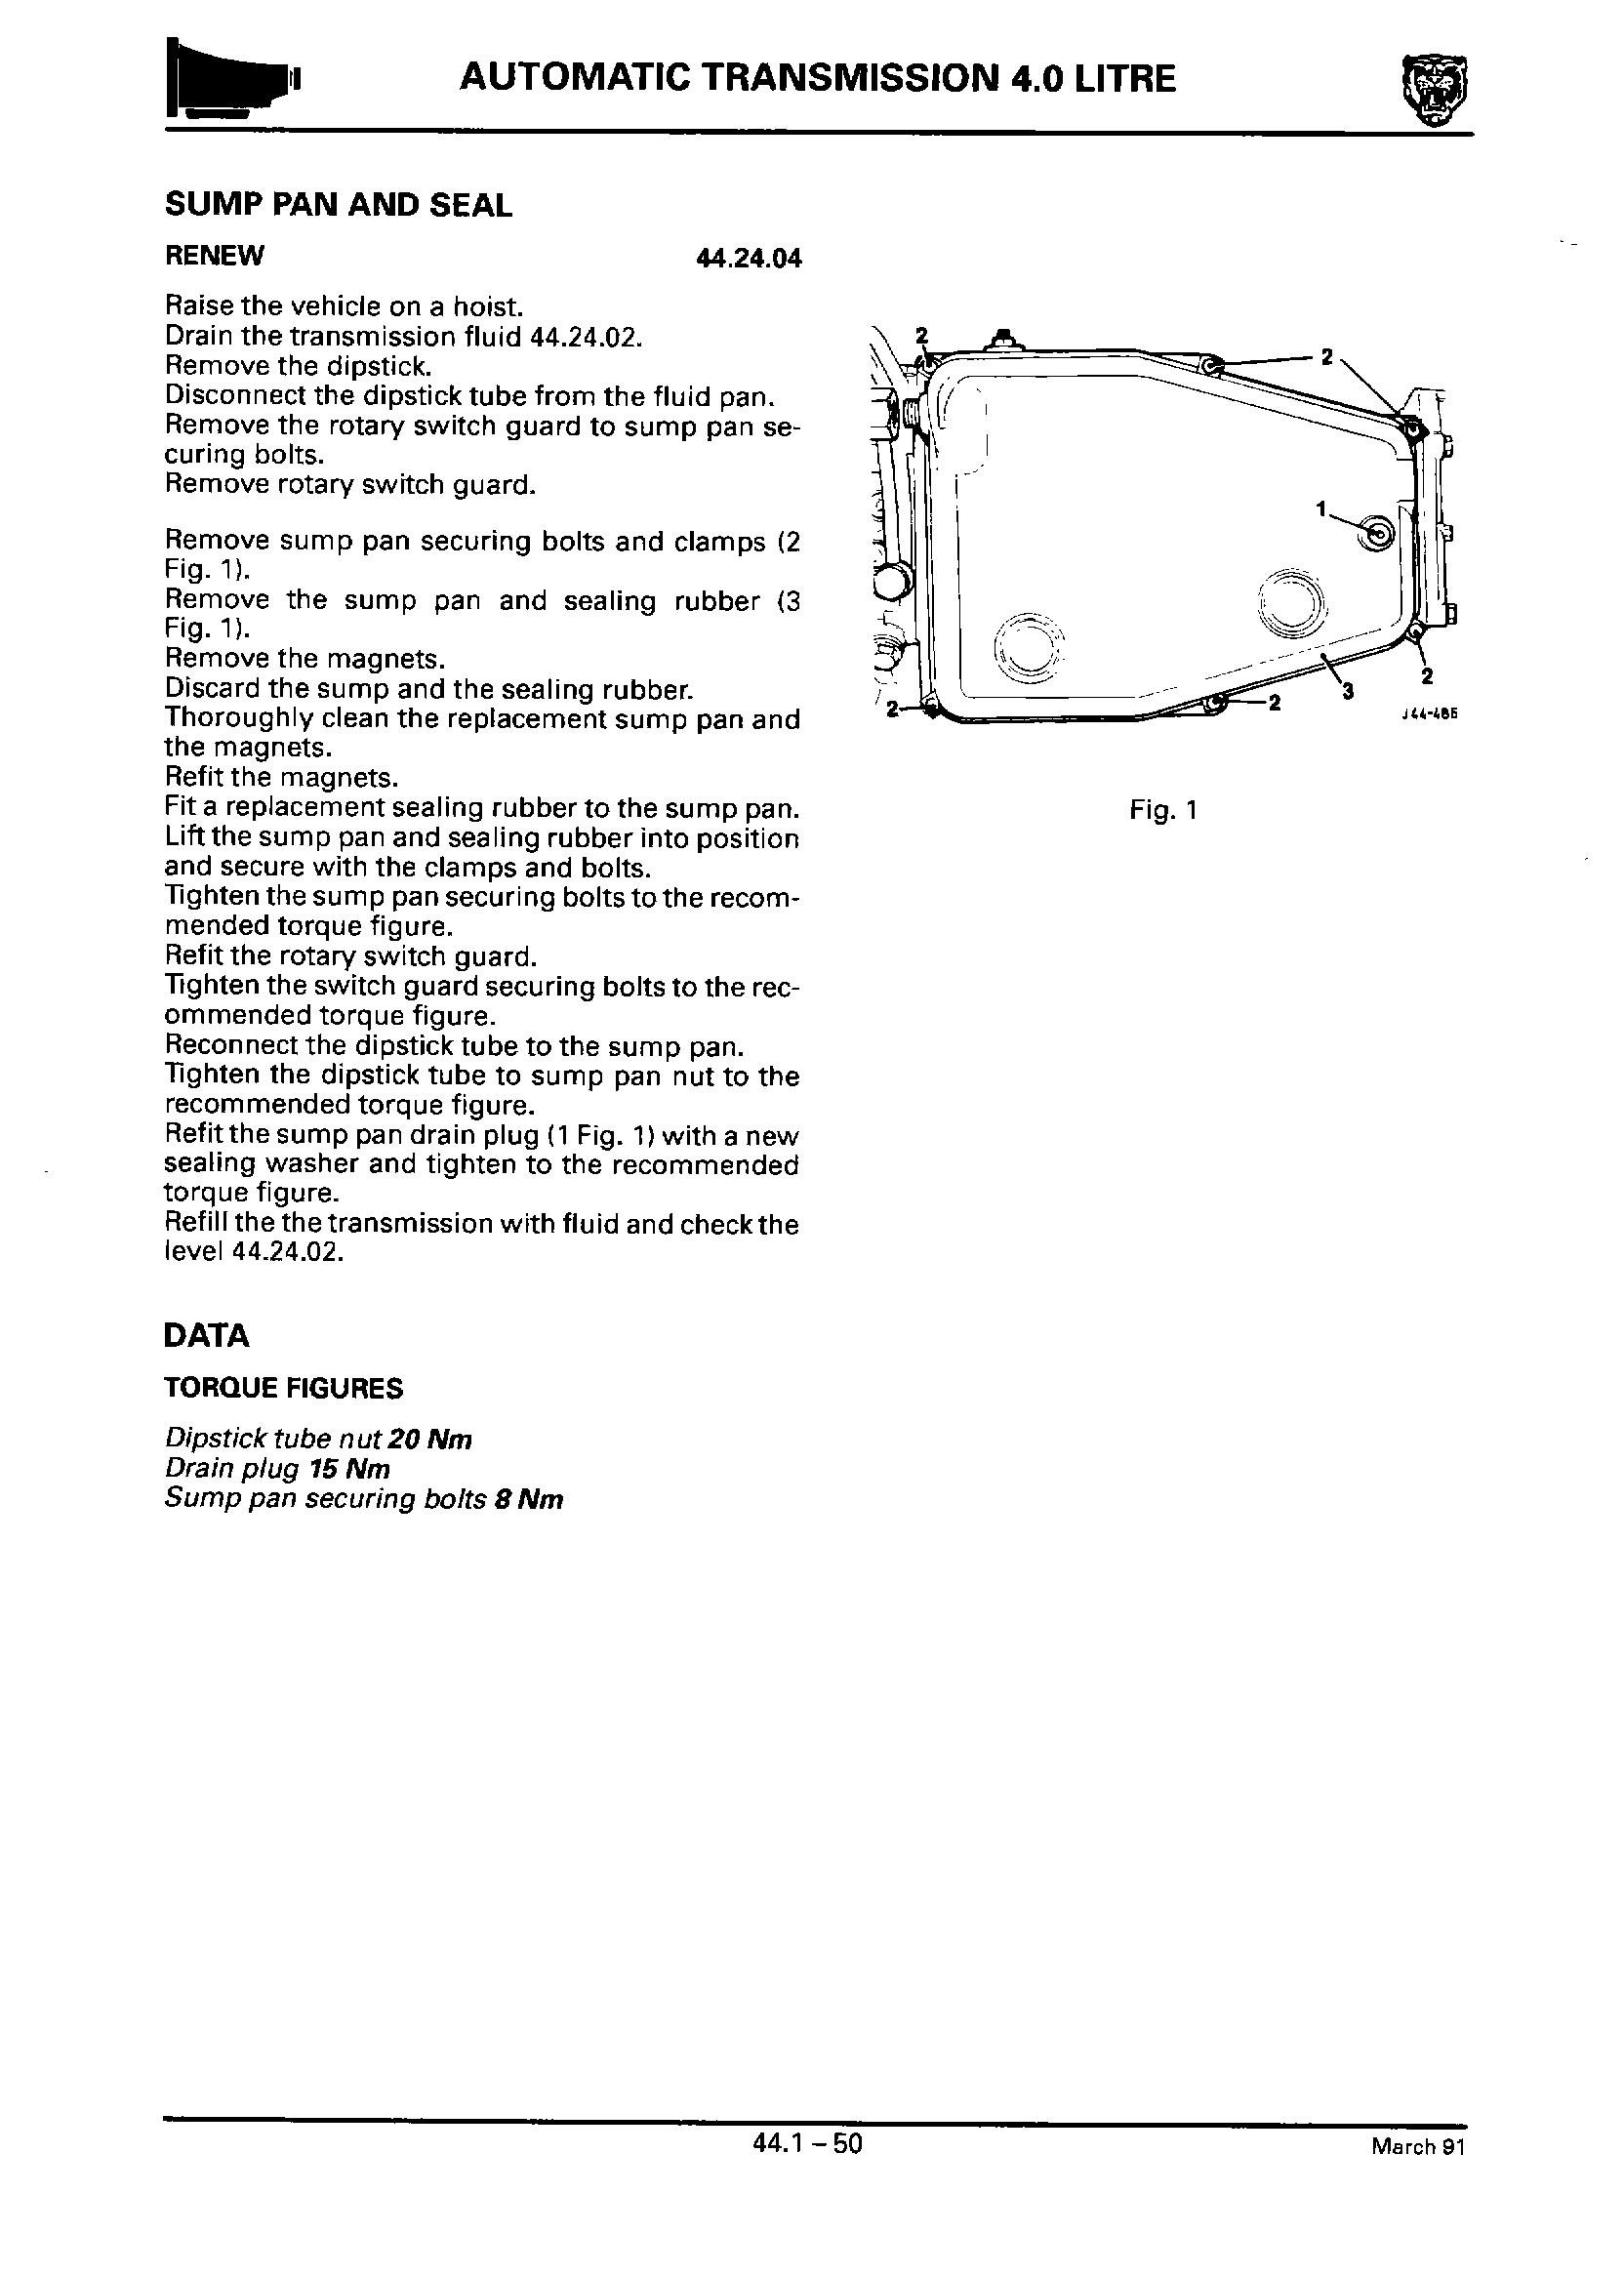 AUTOMATIC TRANSMISSION 4.0 LITRE
SUMP PAN AND SEAL
RENEW 44.24.04
Raise the vehicle on a hoist.
Drain the transmission fluid 44.24.02.
Remove the dipstick.
Disconnect the dipstick tube from the fluid pan.
Remove the rotary switch guard to sump pan se-
curing bolts.
Remove rotary switch guard.
Remove sump pan securing bolts and clamps (2
Fig. 1).
Remove the sump pan and sealing rubber (3
Fig. 1).
Remove the magnets.
Discard the sump and the sealing rubber.
Thoroughly clean the replacement sump pan and
the magnets.
Refit the magnets.
Fit a replacement sealing rubber to the sump pan.
Lift the sump pan and sealing rubber into position
and secure with the clamps and bolts.
Tighten the sump pan securing bolts to the recom-
mended torque figure.
Refit the rotary switch guard.
Tighten the switch guard securing bolts to the rec-
ommended torque figure.
Reconnect the dipstick tube to the sump pan.
Tighten the dipstick tube to sump pan nut to the
recommended torque figure.
Refit the sump pan drain plug (1 Fig. 1) with a new
sealing washer and tighten to the recommended
torque figure.
Refill the the transmission with fluid and check the
level 44.24.02.
DATA
TORQUE FIGURES
Dipstick tube nut 20 Nm
Drain plug 15 Nm
Sump pan securing bolts 8 Nm
2
2
1
2
3
2
2
Fig. 1
44.1 – 50
March 91